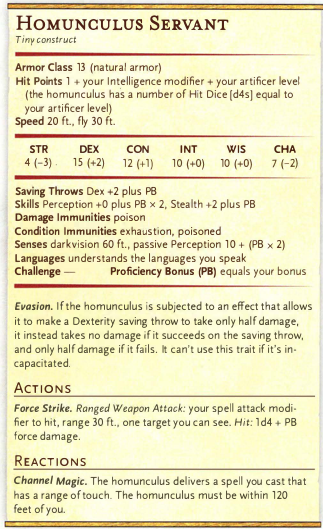 HOMUNCULUS SERVANT
Tiny construct
Armor Class 13 (natural armor)
Hit Points 1 + your Intelligence modifier + your artificer level
(the homunculus has a number of Hit Dice [d4s] equal to
your artificer level)
Speed 20 ft., fly 30 ft.
STR DEX CON INT WIS CHA
4 (−3) 15 (+2) 12 (+1) 10 (+0) 10 (+0) 7 (−2)
Saving Throws Dex +2 plus PB
Skills Perception +0 plus PB × 2, Stealth +2 plus PB
Damage Immunities poison
Condition Immunities exhaustion, poisoned
Senses darkvision 60 ft., passive Perception 10 + (PB × 2)
Languages understands the languages you speak
Challenge — Proficiency Bonus (PB) equals your bonus
Evasion. If the homunculus is subjected to an effect that allows
it to make a Dexterity saving throw to take only half damage,
it instead takes no damage if it succeeds on the saving throw,
and only half damage if it fails. It can't use this trait if it's in-
capacitated.
ACTIONS
Force Strike. Ranged Weapon Attack: your spell attack modi-
fier to hit, range 30 ft., one target you can see. Hit: 1d4 + PB
force damage.
REACTIONS
Channel Magic. The homunculus delivers a spell you cast that
has a range of touch. The homunculus must be within 120
feet of you.